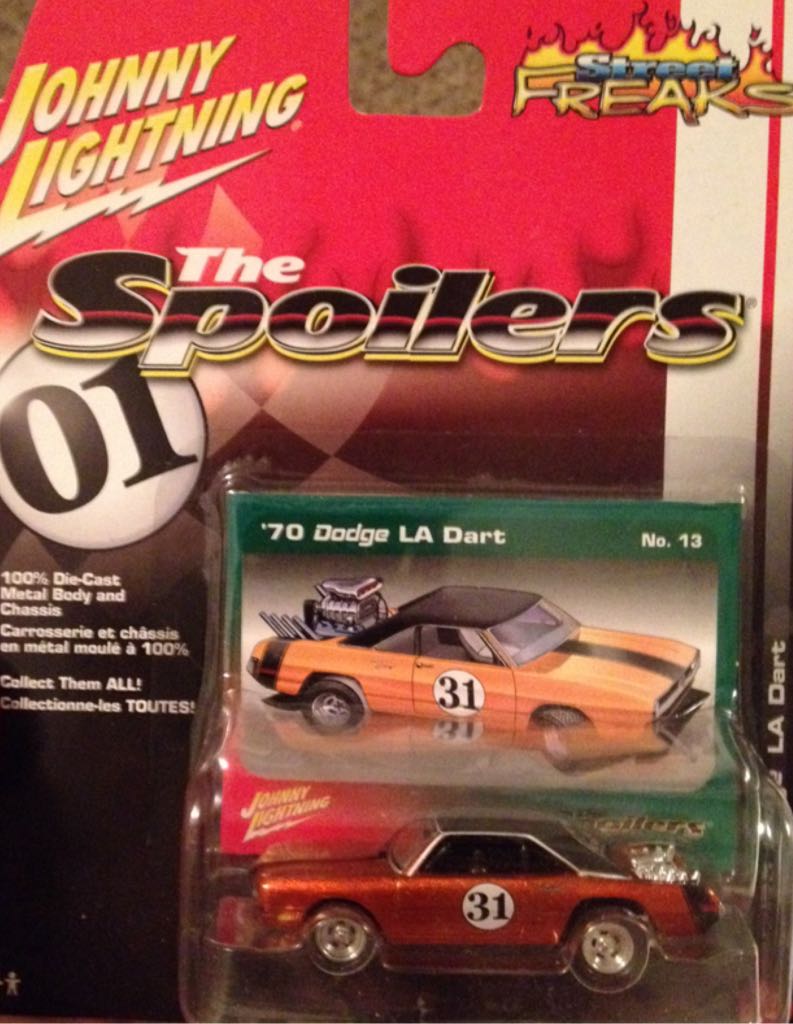 JOHNNY
LIGHTNING
Street
FREAKS
The
Spoilers
01
'70 Dodge LA Dart
No. 13
100% Die-Cast
Metal Body and
Chassis
Carrosserie et châssis
en métal moulé à 100%
Collect Them ALL!
Collectionne-les TOUTES!
31
31
JOHNNY
LIGHTNING
Spoilers
31
LA Dart